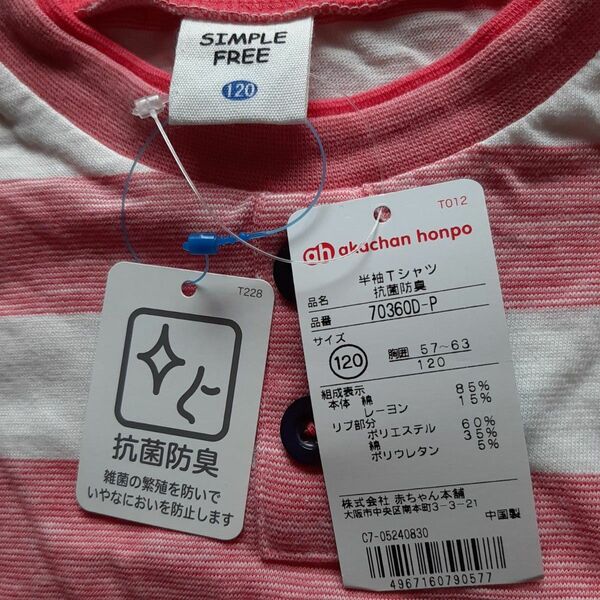 SIMPLE
FREE
120
T228
抗菌防臭
雑菌の繁殖を防いで
いやなにおいを防止します
T012
ah akachan honpo
品名 半袖Tシャツ
抗菌防臭
品番 70360D-P
サイズ
120 胸囲 57～63
120
組成表示
本体 綿 85%
レーヨン 15%
リブ部分
ポリエステル 60%
綿 35%
ポリウレタン 5%
株式会社 赤ちゃん本舗
大阪市中央区南本町3-3-21
中国製
C7-05240830
4967160790577